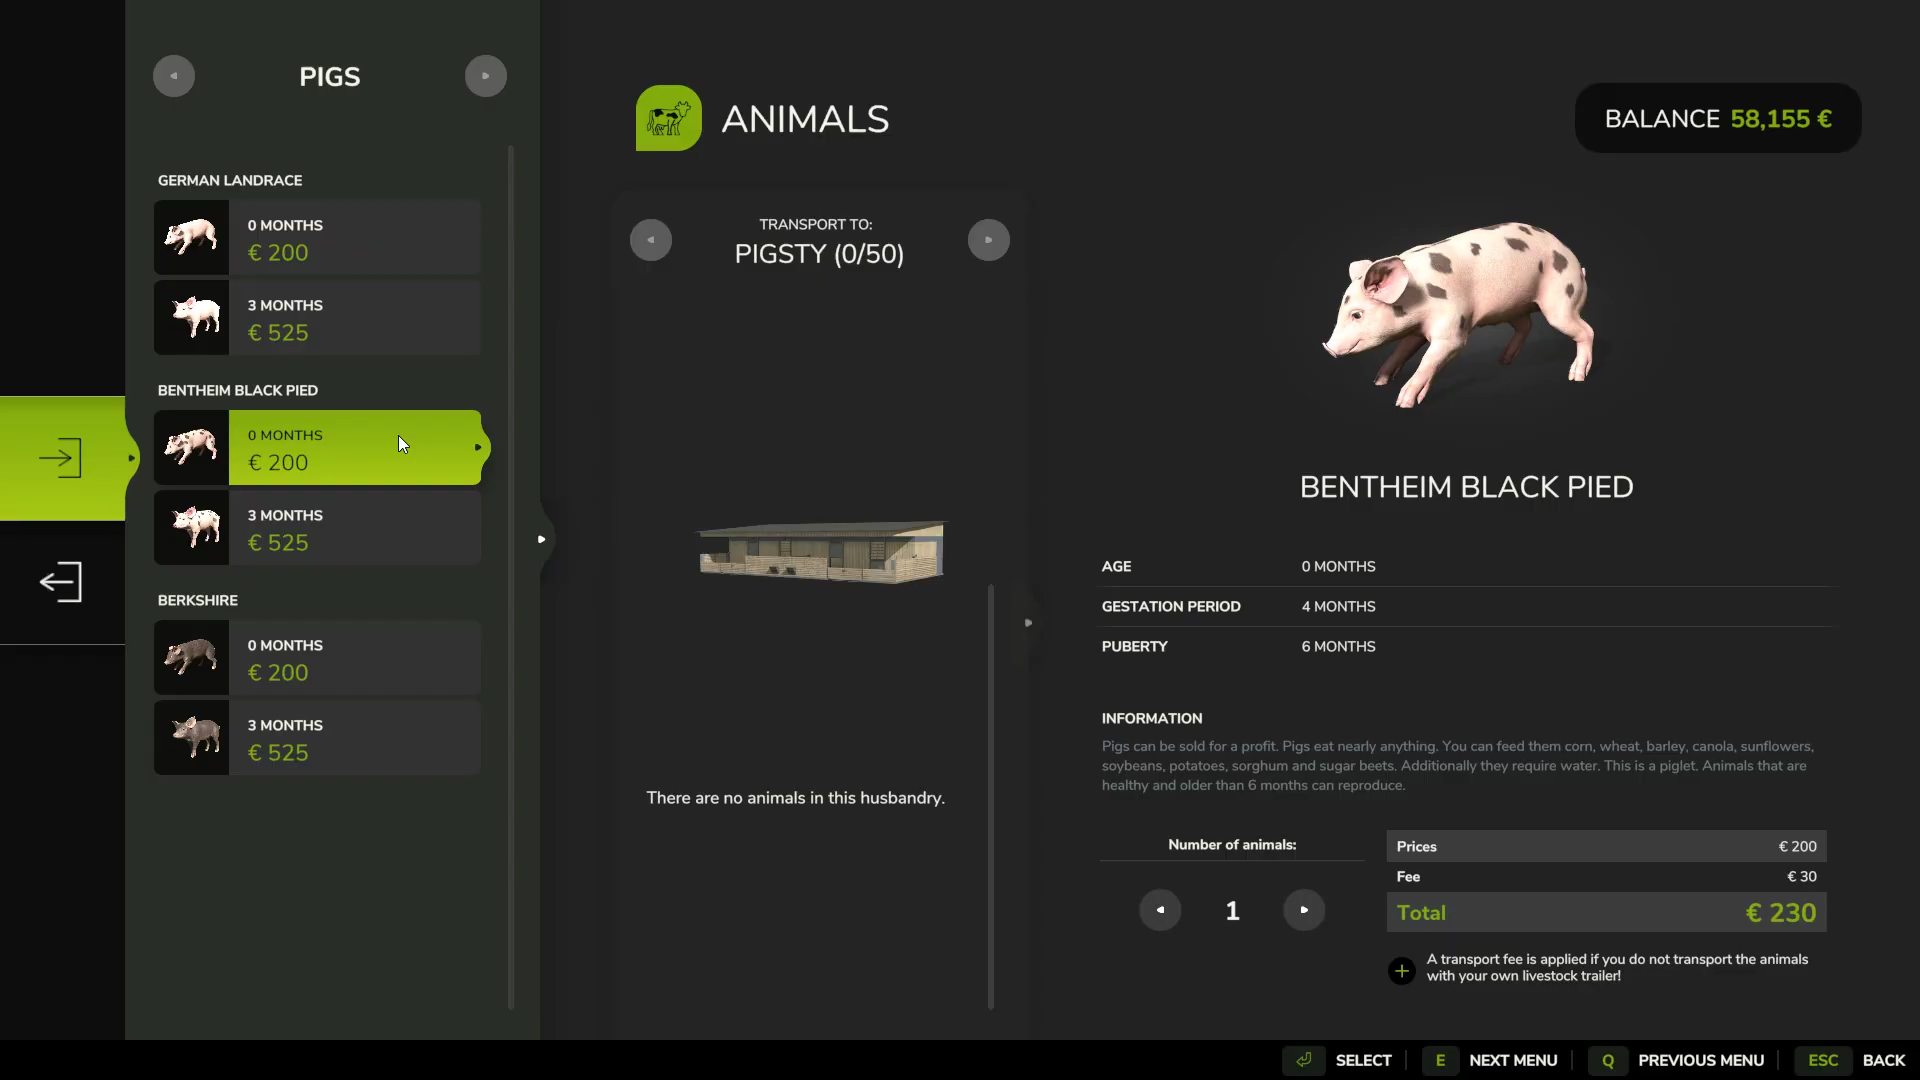 PIGS
GERMAN LANDRACE
0 MONTHS
€ 200
3 MONTHS
€ 525
BENTHEIM BLACK PIED
0 MONTHS
€ 200
3 MONTHS
€ 525
BERKSHIRE
0 MONTHS
€ 200
3 MONTHS
€ 525
ANIMALS
BALANCE 58,155 €
TRANSPORT TO:
PIGSTY (0/50)
There are no animals in this husbandry.
BENTHEIM BLACK PIED
AGE 0 MONTHS
GESTATION PERIOD 4 MONTHS
PUBERTY 6 MONTHS
INFORMATION
Pigs can be sold for a profit. Pigs eat nearly anything. You can feed them corn, wheat, barley, canola, sunflowers,
soybeans, potatoes, sorghum and sugar beets. Additionally they require water. This is a piglet. Animals that are
healthy and older than 6 months can reproduce.
Number of animals:
1
Prices € 200
Fee € 30
Total € 230
A transport fee is applied if you do not transport the animals
with your own livestock trailer!
SELECT E NEXT MENU Q PREVIOUS MENU ESC BACK